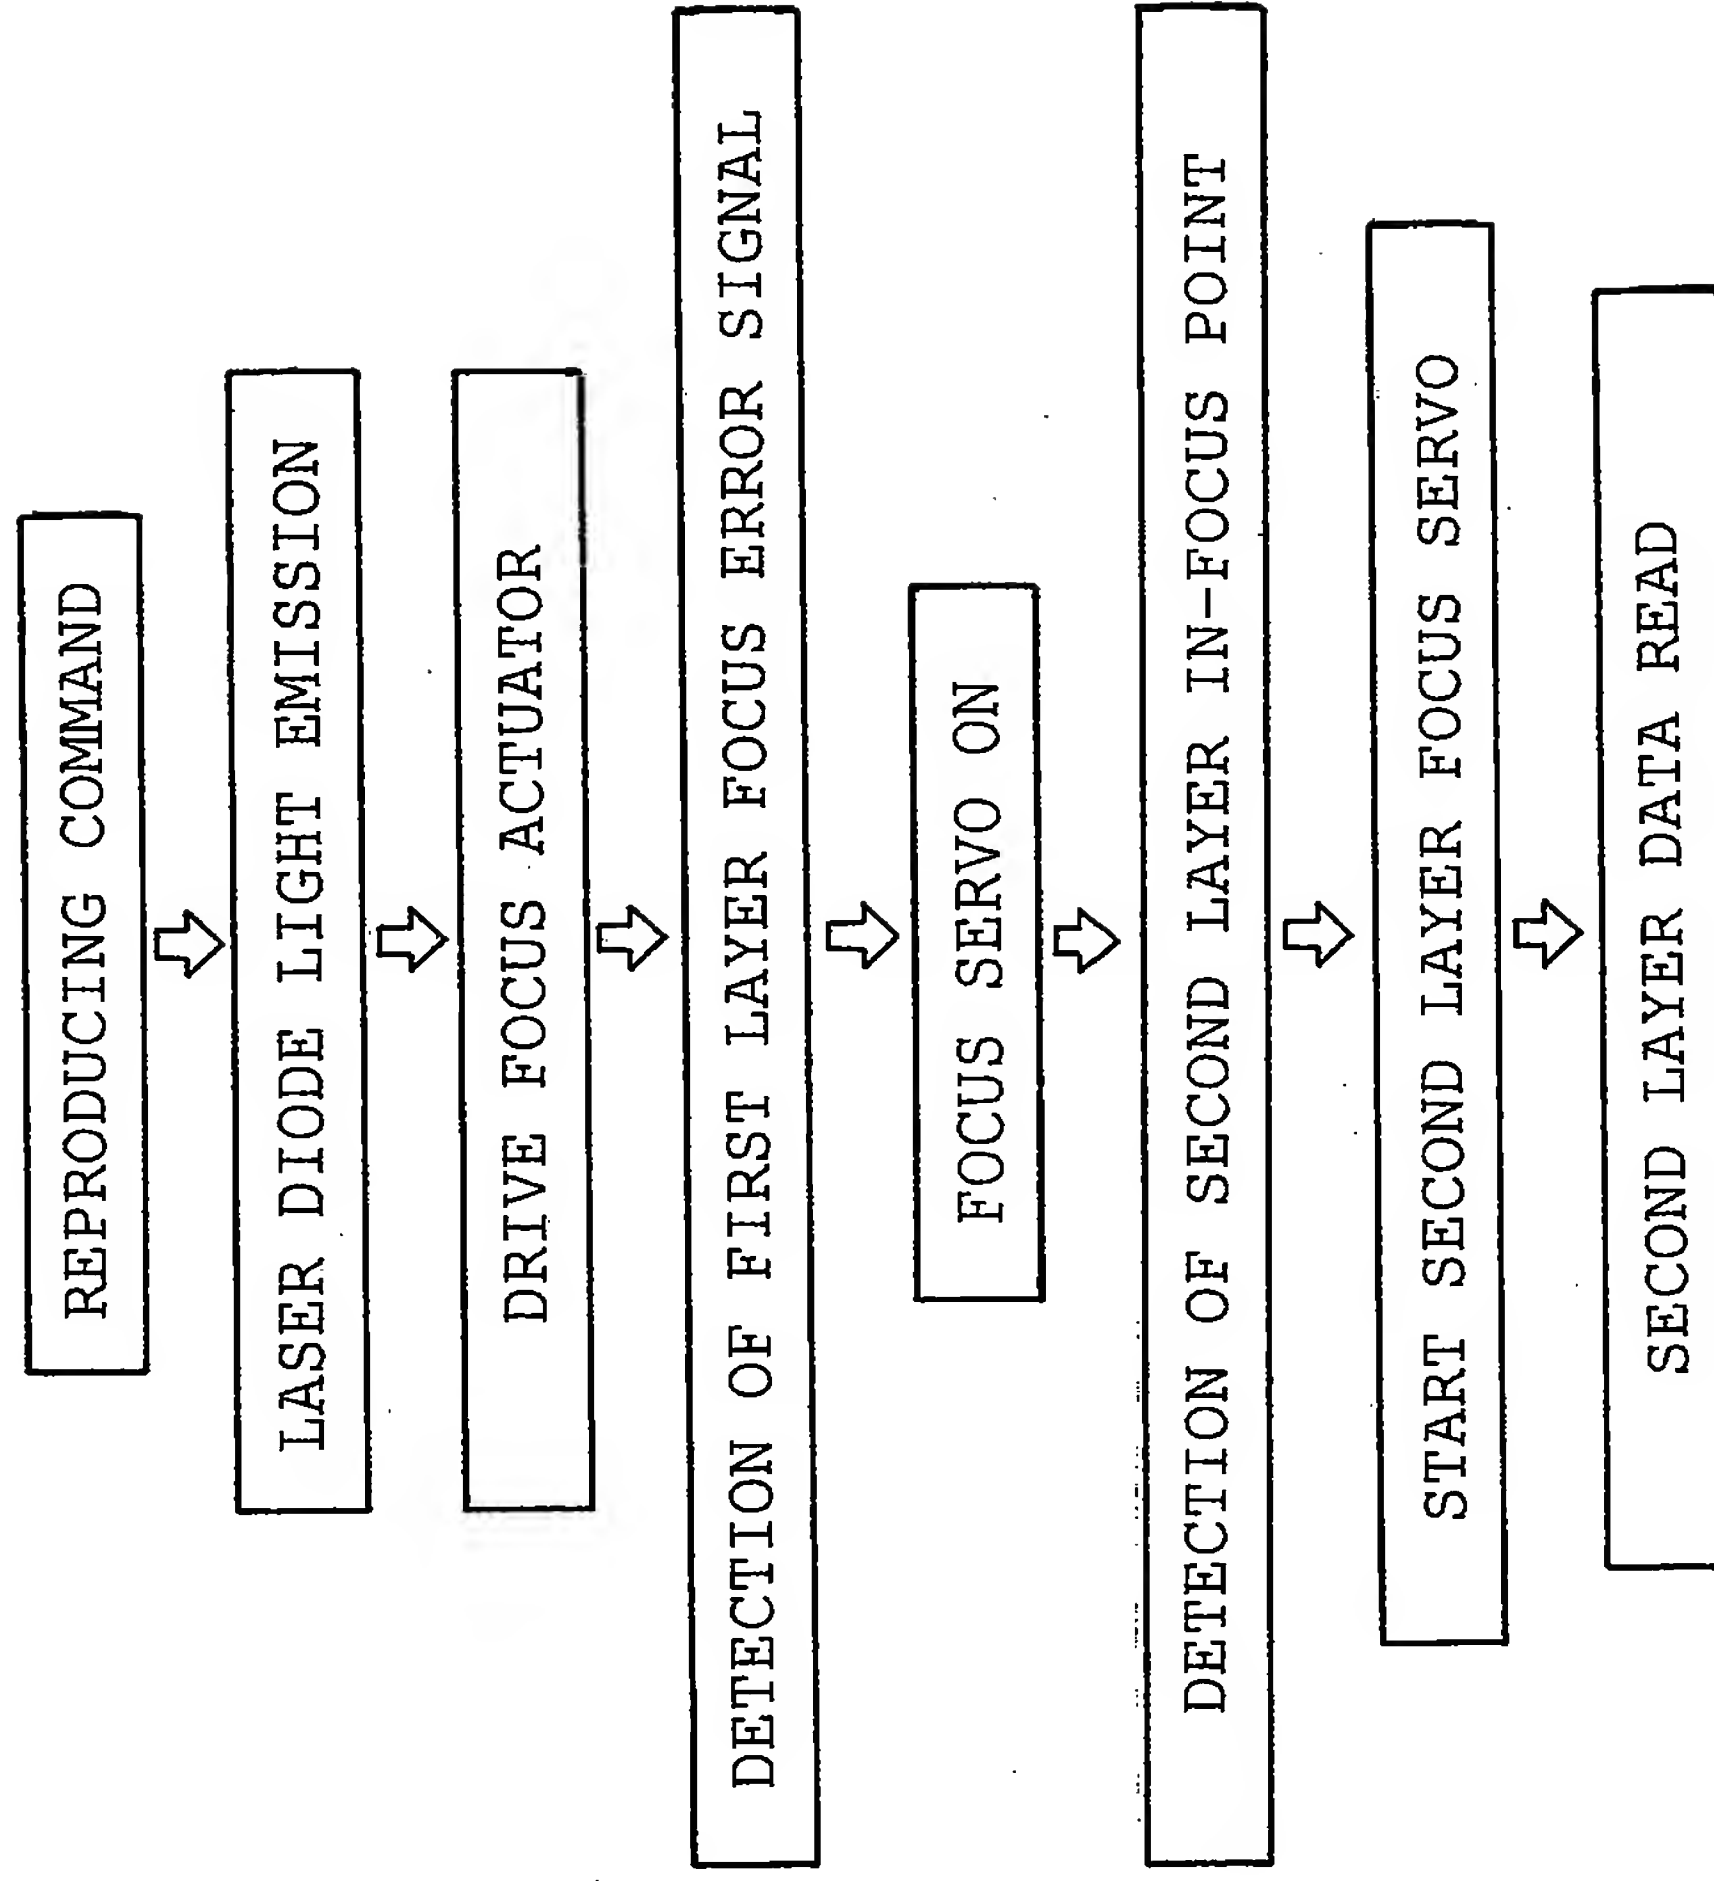 REPRODUCING COMMAND
LASER DIODE LIGHT EMISSION
DRIVE FOCUS ACTUATOR
DETECTION OF FIRST LAYER FOCUS ERROR SIGNAL
FOCUS SERVO ON
DETECTION OF SECOND LAYER IN-FOCUS POINT
START SECOND LAYER FOCUS SERVO
SECOND LAYER DATA READ